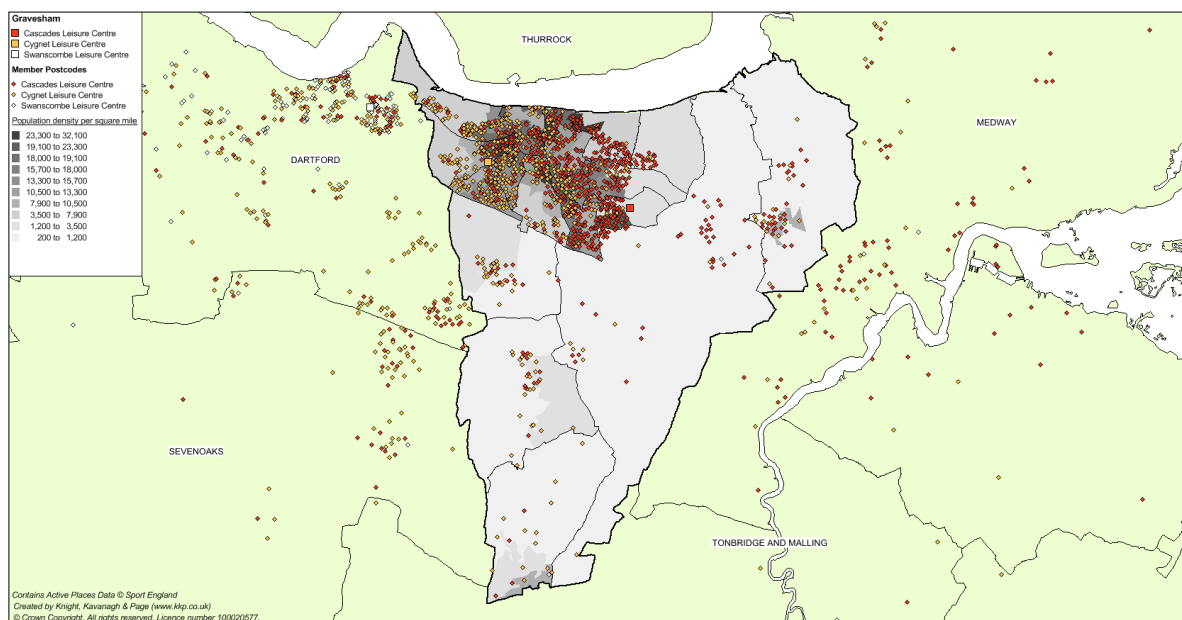 Gravesham
Cascades Leisure Centre
Cygnet Leisure Centre
Swanscombe Leisure Centre
Member Postcodes
Cascades Leisure Centre
Cygnet Leisure Centre
Swanscombe Leisure Centre
Population density per square mile
23,300 to 32,100
19,100 to 23,300
18,000 to 19,100
15,700 to 18,000
13,300 to 15,700
10,500 to 13,300
7,900 to 10,500
3,500 to 7,900
1,200 to 3,500
200 to 1,200
THURROCK
MEDWAY
DARTFORD
SEVENOAKS
TONBRIDGE AND MALLING
Contains Active Places Data © Sport England
Created by Knight, Kavanagh & Page (www.kkp.co.uk)
© Crown Copyright. All rights reserved. Licence number 100020577.